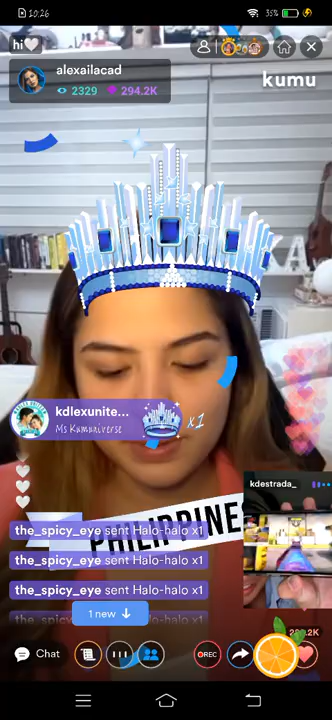 10:26
35%
hi
alexailacad
2329 294.2K
kumu
kdlexunite...
Ms Kumuniverse
x1
kdestrada_
PHILIPPINE
the_spicy_eye sent Halo-halo x1
the_spicy_eye sent Halo-halo x1
the_spicy_eye sent Halo-halo x1
1 new ↓
Chat
REC